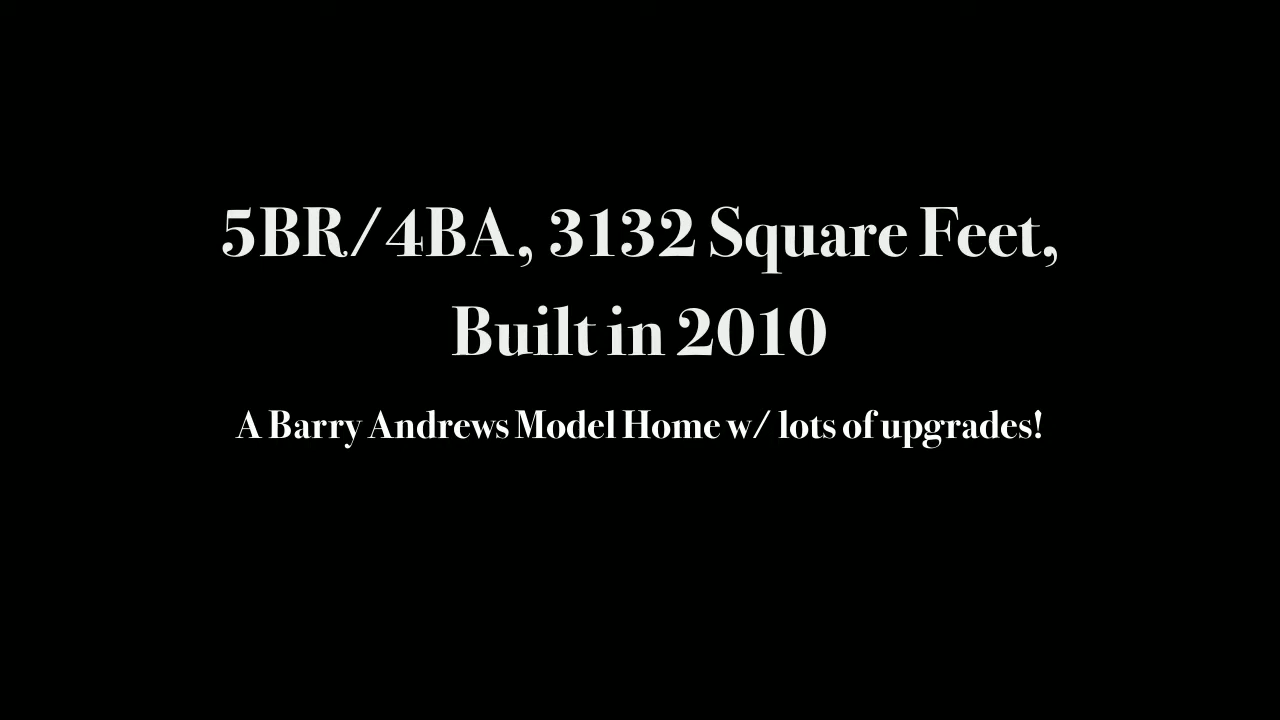 5BR/4BA, 3132 Square Feet,
Built in 2010
A Barry Andrews Model Home w/ lots of upgrades!